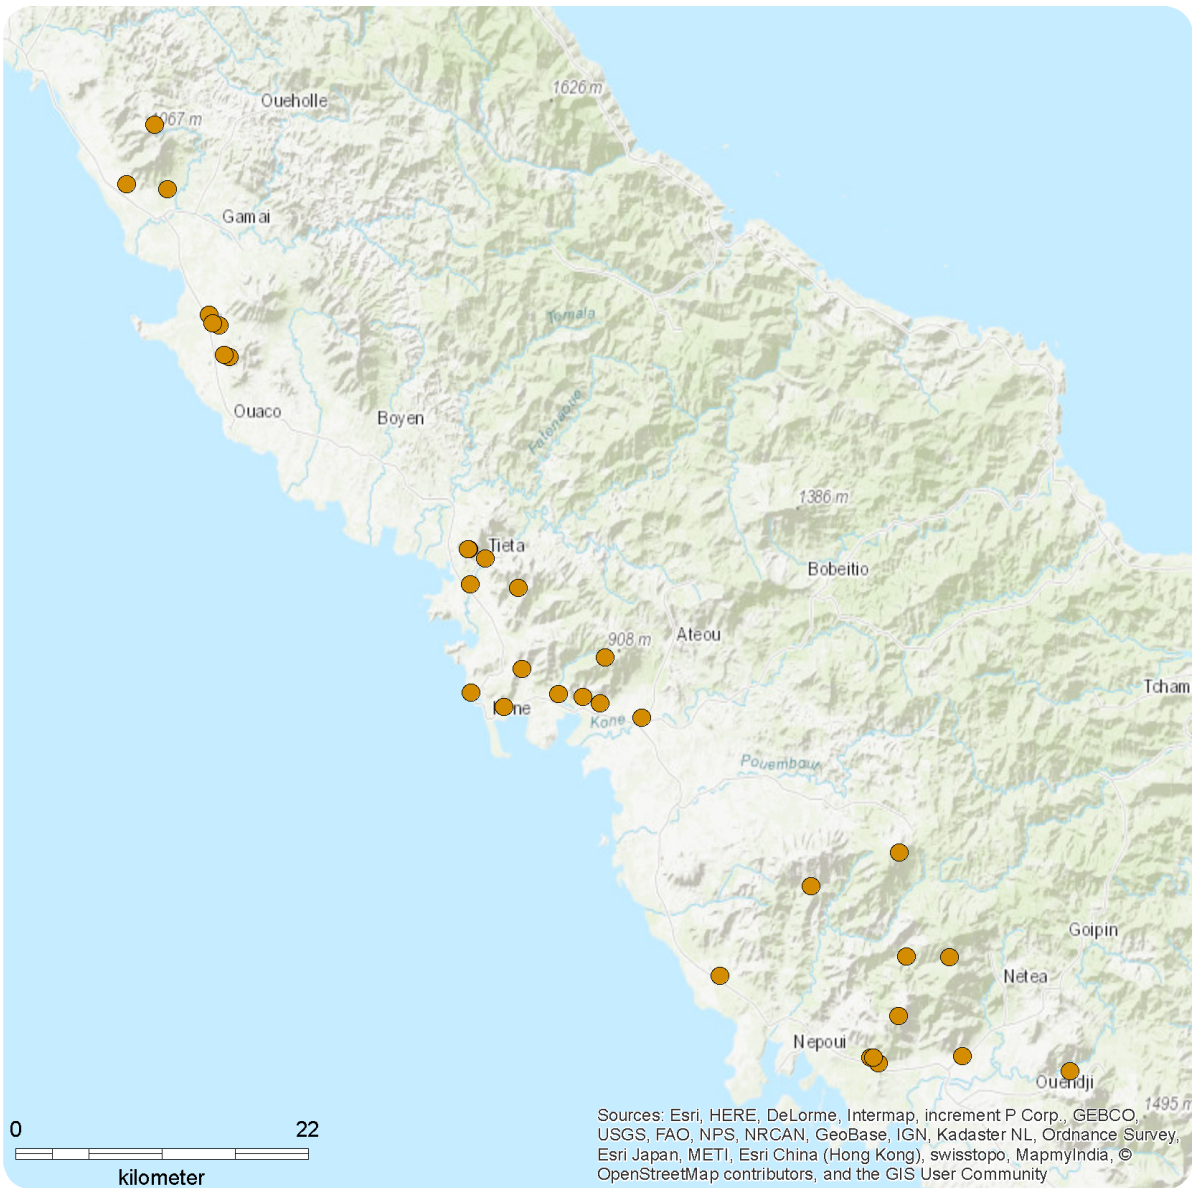 1626 m
Oueholle
1067 m
Gamai
Tomala
Ouaco
Boyen
Fatenaoue
1386 m
Tieta
Bobeitio
908 m
Ateou
Tcham
Kone
Kone
Pouembout
Goipin
Netea
Nepoui
Ouendji
1495 m
0 22
kilometer
Sources: Esri, HERE, DeLorme, Intermap, increment P Corp., GEBCO,
USGS, FAO, NPS, NRCAN, GeoBase, IGN, Kadaster NL, Ordnance Survey,
Esri Japan, METI, Esri China (Hong Kong), swisstopo, MapmyIndia, ©
OpenStreetMap contributors, and the GIS User Community